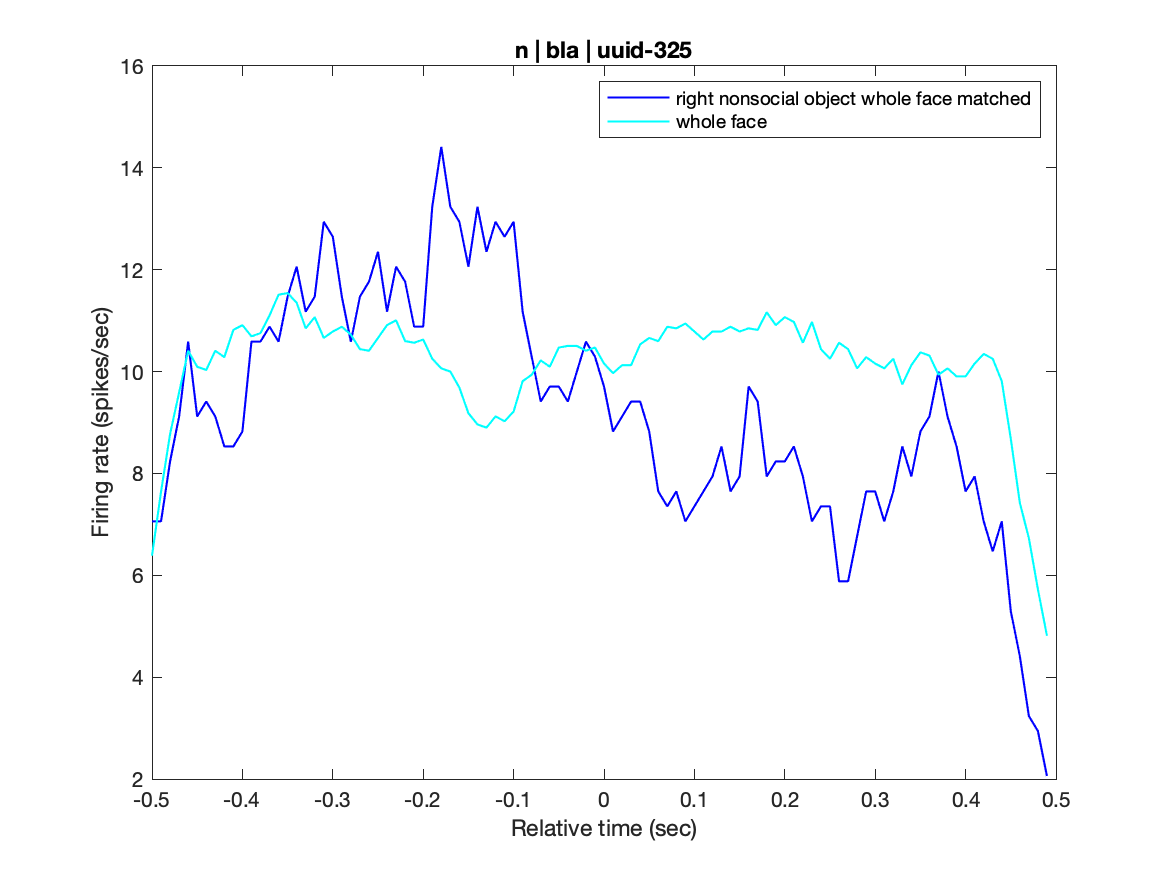 n | bla | uuid-325
16
14
12
10
8
6
4
2
Firing rate (spikes/sec)
right nonsocial object whole face matched
whole face
-0.5 -0.4 -0.3 -0.2 -0.1 0 0.1 0.2 0.3 0.4 0.5
Relative time (sec)